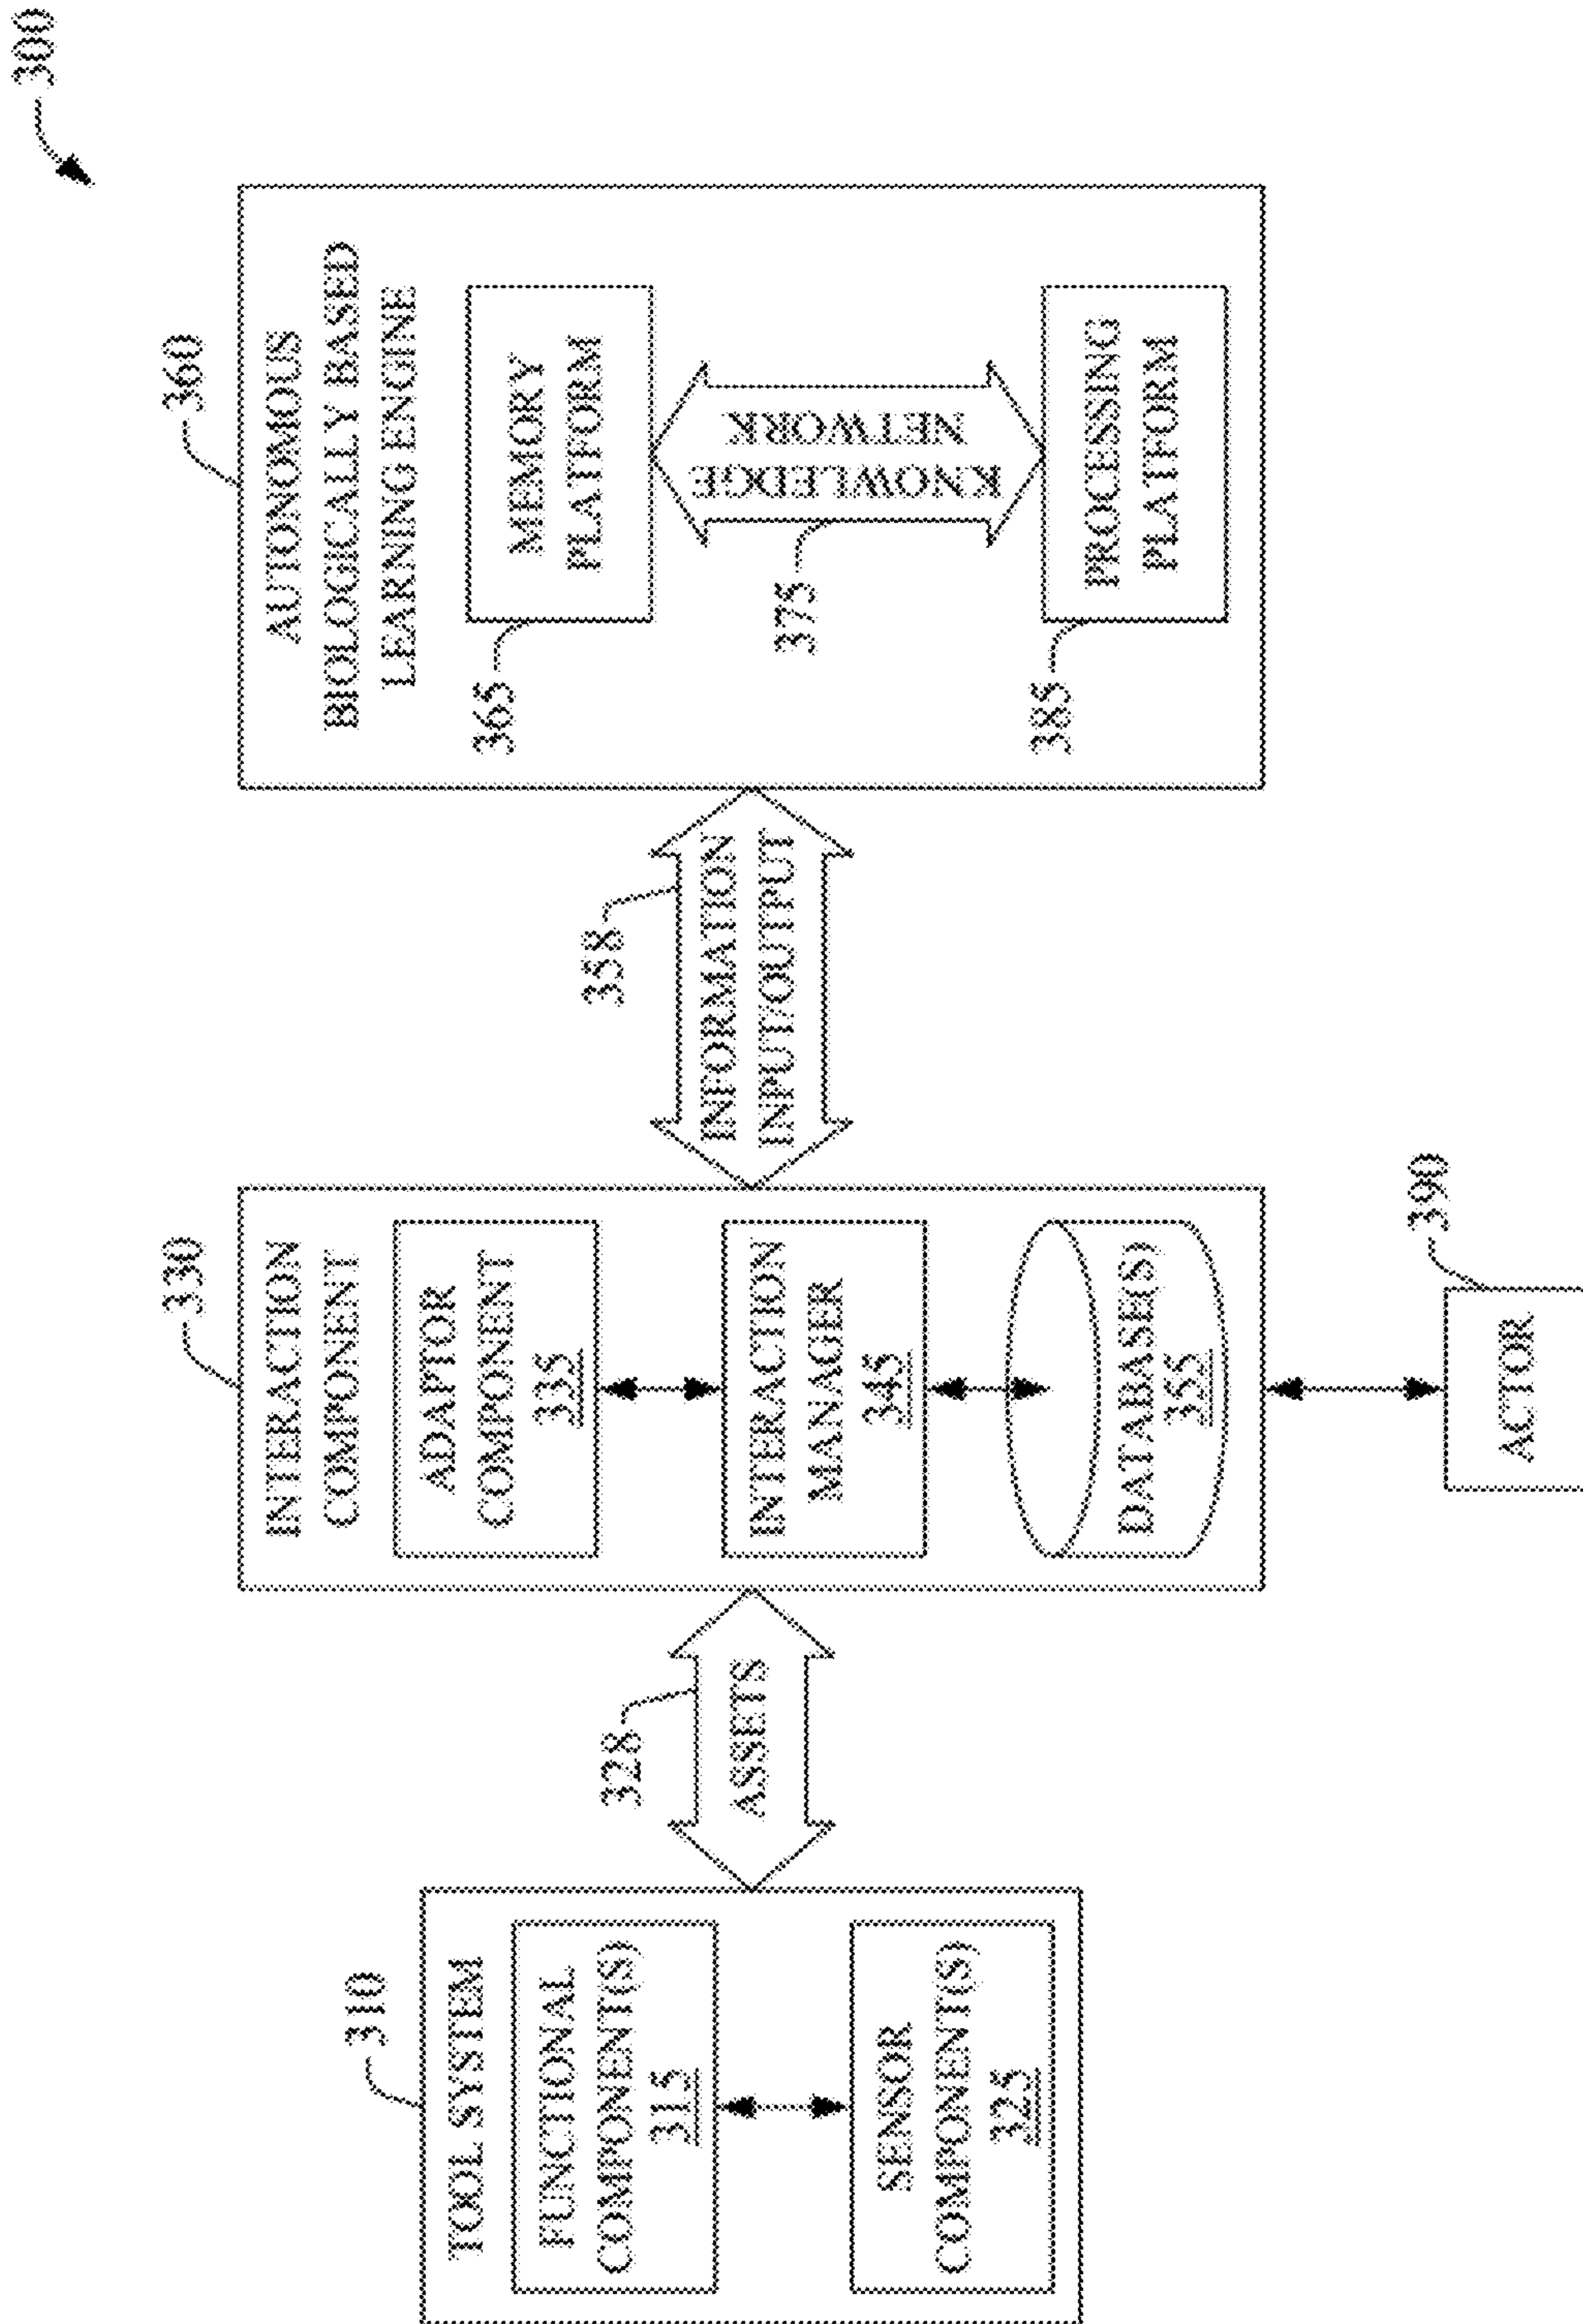 300
310
TOOL SYSTEM
FUNCTIONAL
COMPONENT(S)
315
SENSOR
COMPONENT(S)
325
328
ASSETS
330
INTERACTION
COMPONENT
ADAPTOR
COMPONENT
335
INTERACTION
MANAGER
345
DATABASE(S)
355
390
ACTOR
358
INFORMATION
INPUT/OUTPUT
360
AUTONOMOUS
BIOLOGICALLY BASED
LEARNING ENGINE
365
MEMORY
PLATFORM
375
KNOWLEDGE
NETWORK
385
PROCESSING
PLATFORM